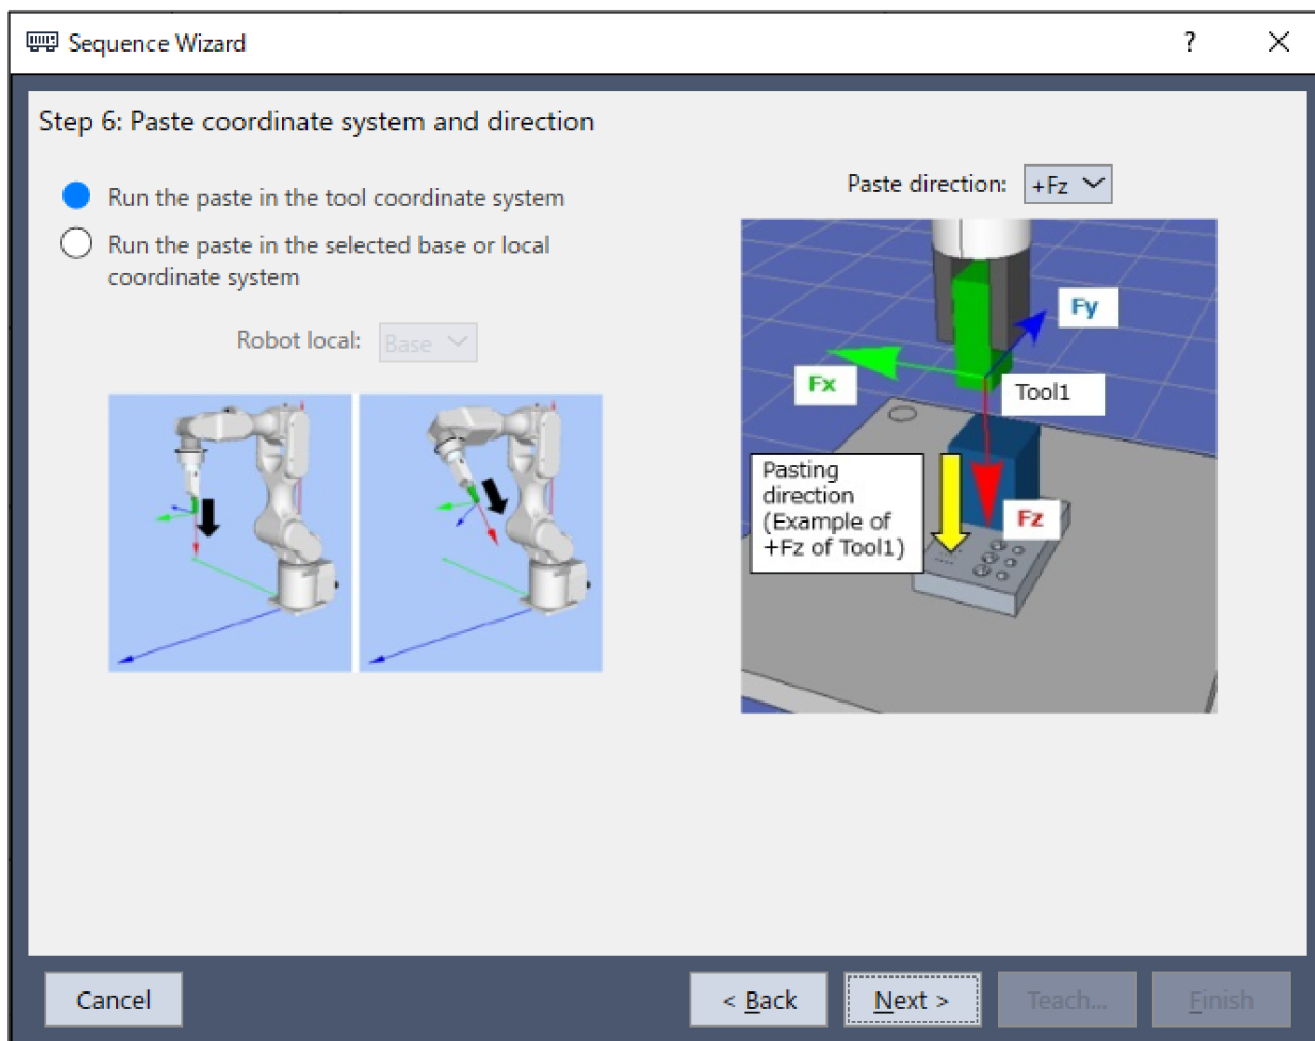 Sequence Wizard
?
Step 6: Paste coordinate system and direction
Run the paste in the tool coordinate system
Run the paste in the selected base or local
coordinate system
Robot local:
Base
Paste direction:
+Fz
Fy
Fx
Tool1
Pasting
direction
(Example of
+Fz of Tool1)
Fz
Cancel
< Back
Next >
Teach...
Finish